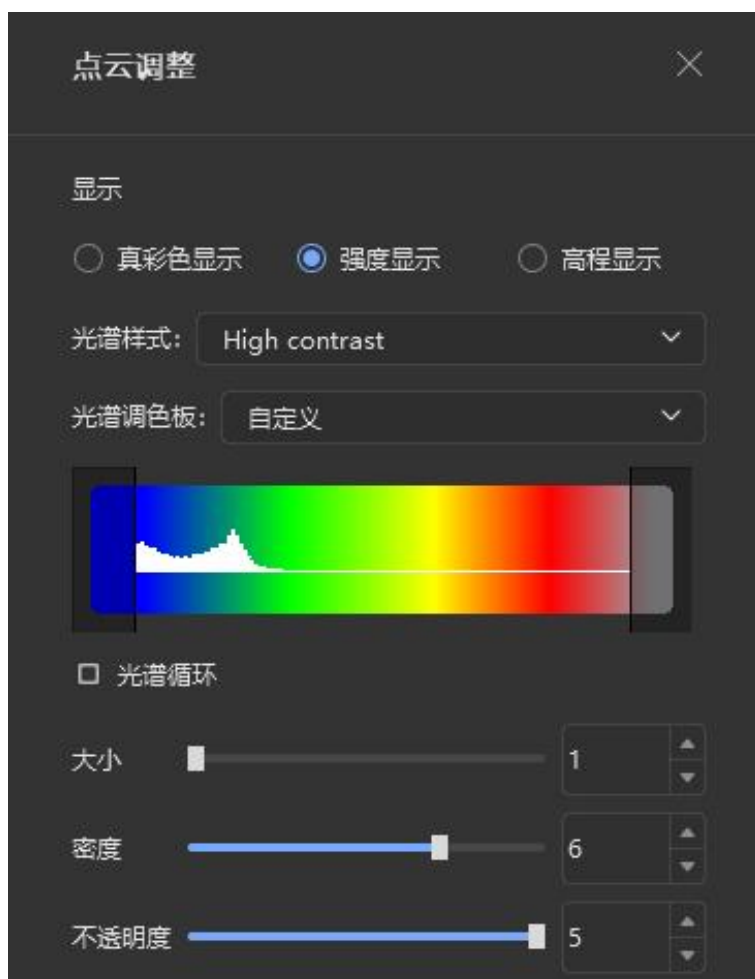 点云调整
显示
真彩色显示 强度显示 高程显示
光谱样式: High contrast
光谱调色板: 自定义
光谱循环
大小 1
密度 6
不透明度 5